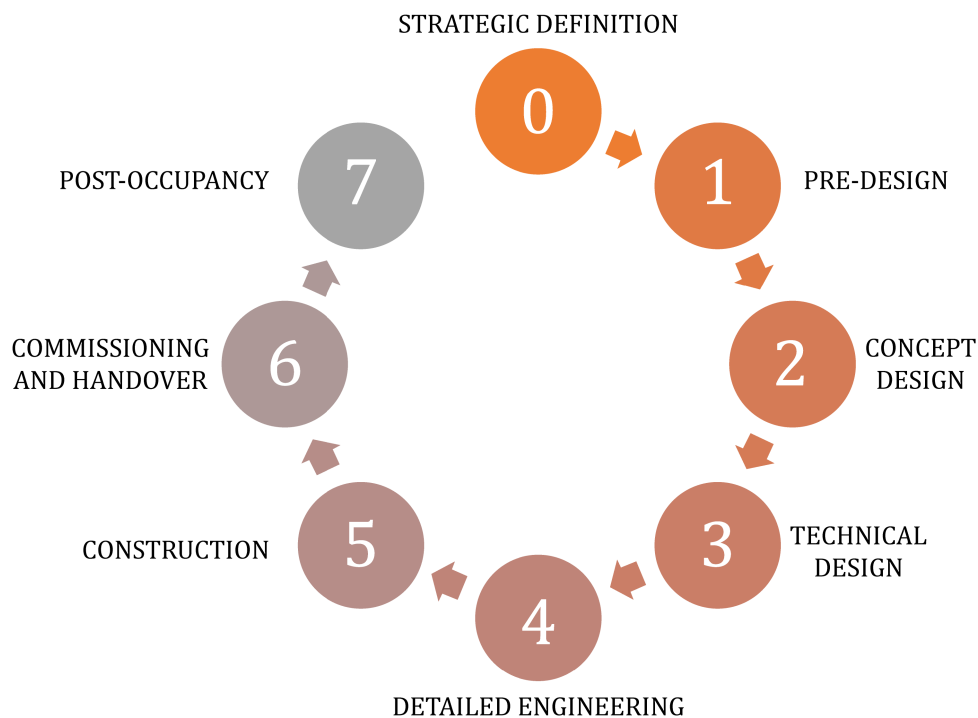 STRATEGIC DEFINITION
0
1
PRE-DESIGN
2
CONCEPT
DESIGN
3
TECHNICAL
DESIGN
4
DETAILED ENGINEERING
5
CONSTRUCTION
6
COMMISSIONING
AND HANDOVER
7
POST-OCCUPANCY